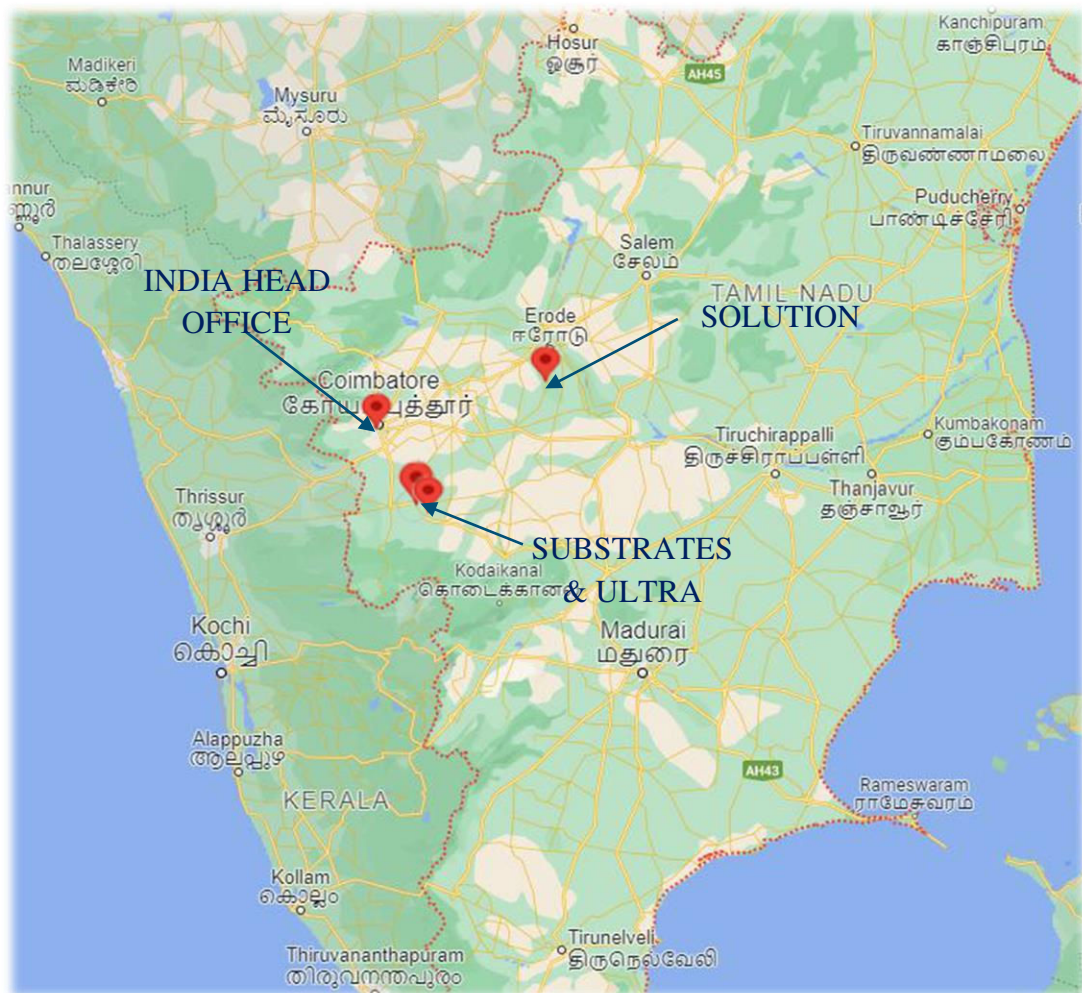 Kanchipuram
காஞ்சிபுரம்
Hosur
ஓசூர்
AH45
Madikeri
ಮಡಿಕೇರಿ
Mysuru
ಮೈಸೂರು
Tiruvannamalai
திருவண்ணாமலை
annur
ണ്ണൂർ
Puducherry
பாண்டிச்சேரி
Thalassery
തലശ്ശേരി
Salem
சேலம்
INDIA HEAD
OFFICE
TAMIL NADU
SOLUTION
Erode
ஈரோடு
Coimbatore
Kumbakonam
கும்பகோணம்
Tiruchirappalli
திருச்சிராப்பள்ளி
Thanjavur
தஞ்சாவூர்
Thrissur
തൃശ്ശൂർ
SUBSTRATES
& ULTRA
Kodaikanal
Kochi
കൊച്ചി
Madurai
மதுரை
Alappuzha
ആലപ്പുഴ
AH43
KERALA
Rameswaram
ராமேசுவரம்
Kollam
കൊല്ലം
Tirunelveli
திருநெல்வேலி
Thiruvananthapuram
തിരുവനന്തപുരം